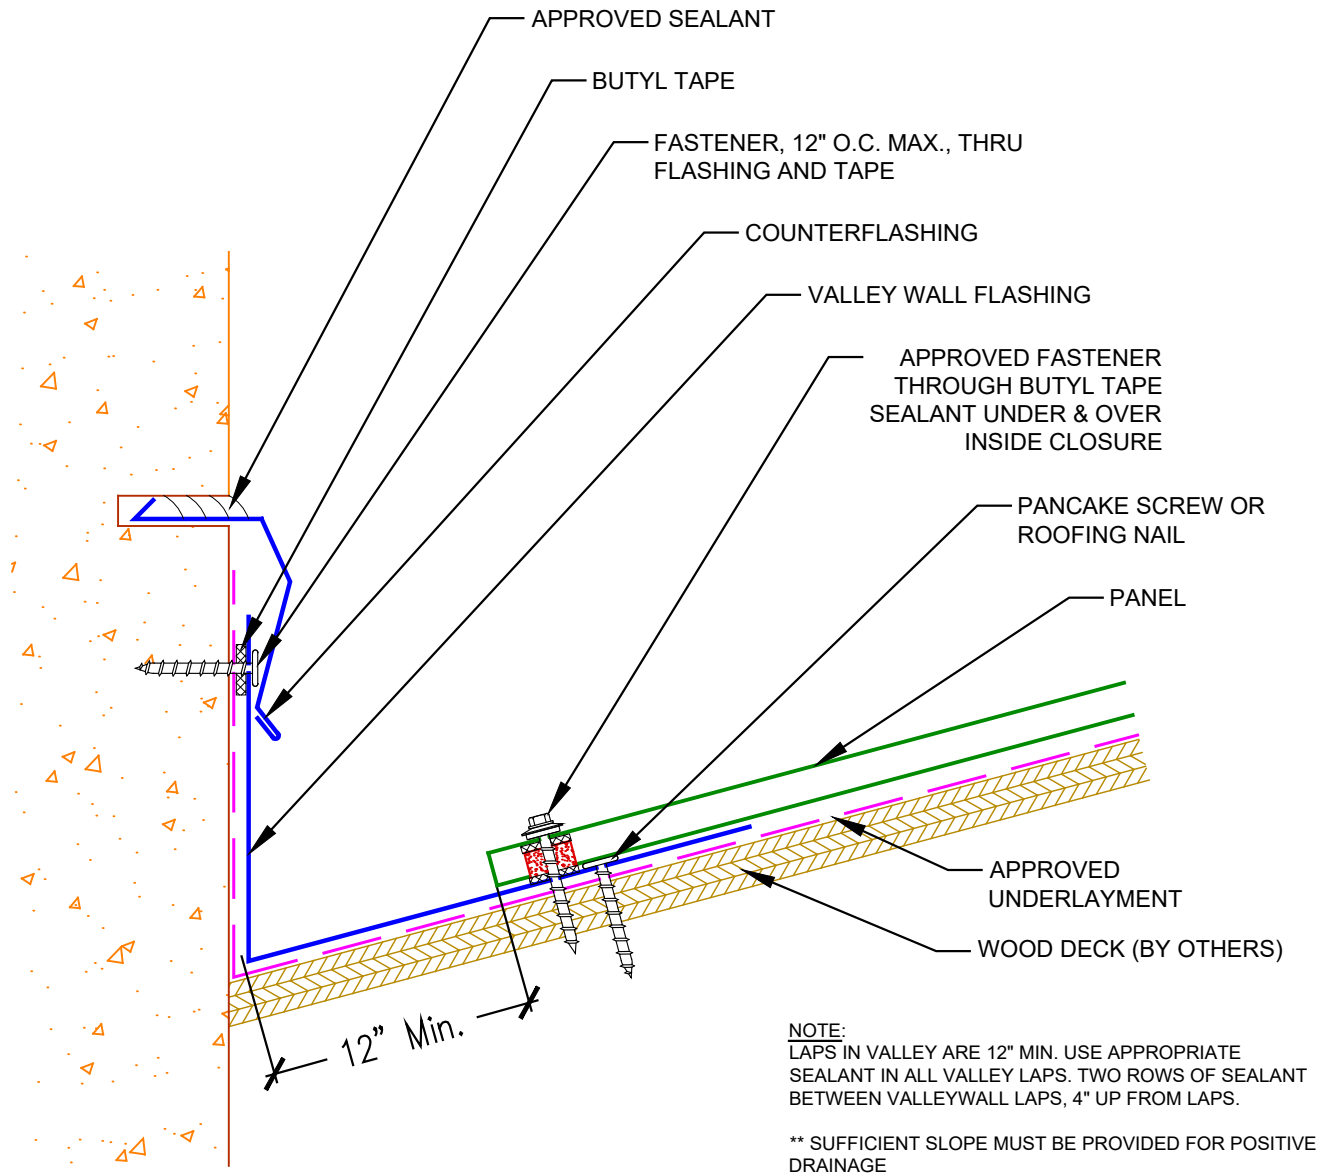 APPROVED SEALANT
BUTYL TAPE
FASTENER, 12" O.C. MAX., THRU
FLASHING AND TAPE
COUNTERFLASHING
VALLEY WALL FLASHING
APPROVED FASTENER
THROUGH BUTYL TAPE
SEALANT UNDER & OVER
INSIDE CLOSURE
PANCAKE SCREW OR
ROOFING NAIL
PANEL
APPROVED
UNDERLAYMENT
WOOD DECK (BY OTHERS)
12" Min.
NOTE:
LAPS IN VALLEY ARE 12" MIN. USE APPROPRIATE
SEALANT IN ALL VALLEY LAPS. TWO ROWS OF SEALANT
BETWEEN VALLEYWALL LAPS, 4" UP FROM LAPS.
** SUFFICIENT SLOPE MUST BE PROVIDED FOR POSITIVE
DRAINAGE